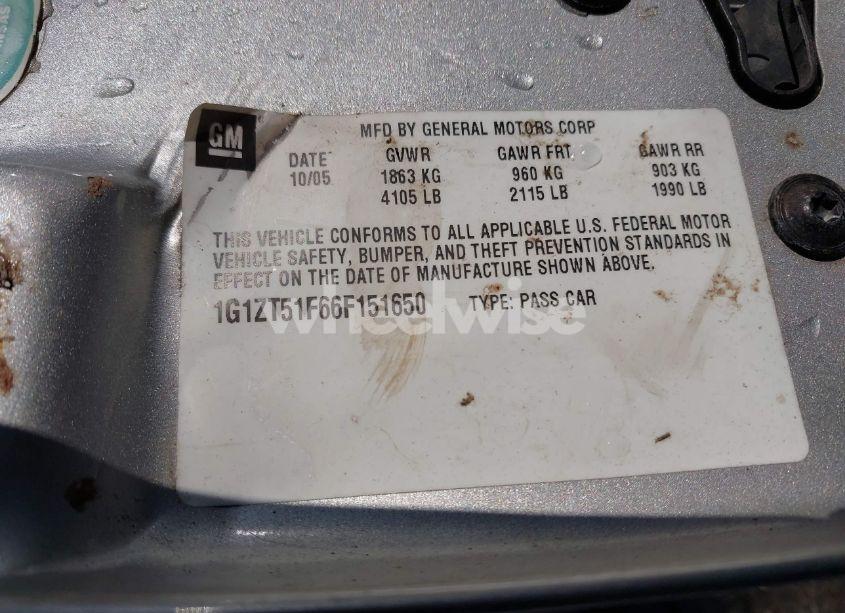 GM
MFD BY GENERAL MOTORS CORP
DATE GVWR GAWR FRT GAWR RR
10/05 1863 KG 960 KG 903 KG
4105 LB 2115 LB 1990 LB
THIS VEHICLE CONFORMS TO ALL APPLICABLE U.S. FEDERAL MOTOR
VEHICLE SAFETY, BUMPER, AND THEFT PREVENTION STANDARDS IN
EFFECT ON THE DATE OF MANUFACTURE SHOWN ABOVE.
1G1ZT51F66F151650 TYPE: PASS CAR
wheelwise